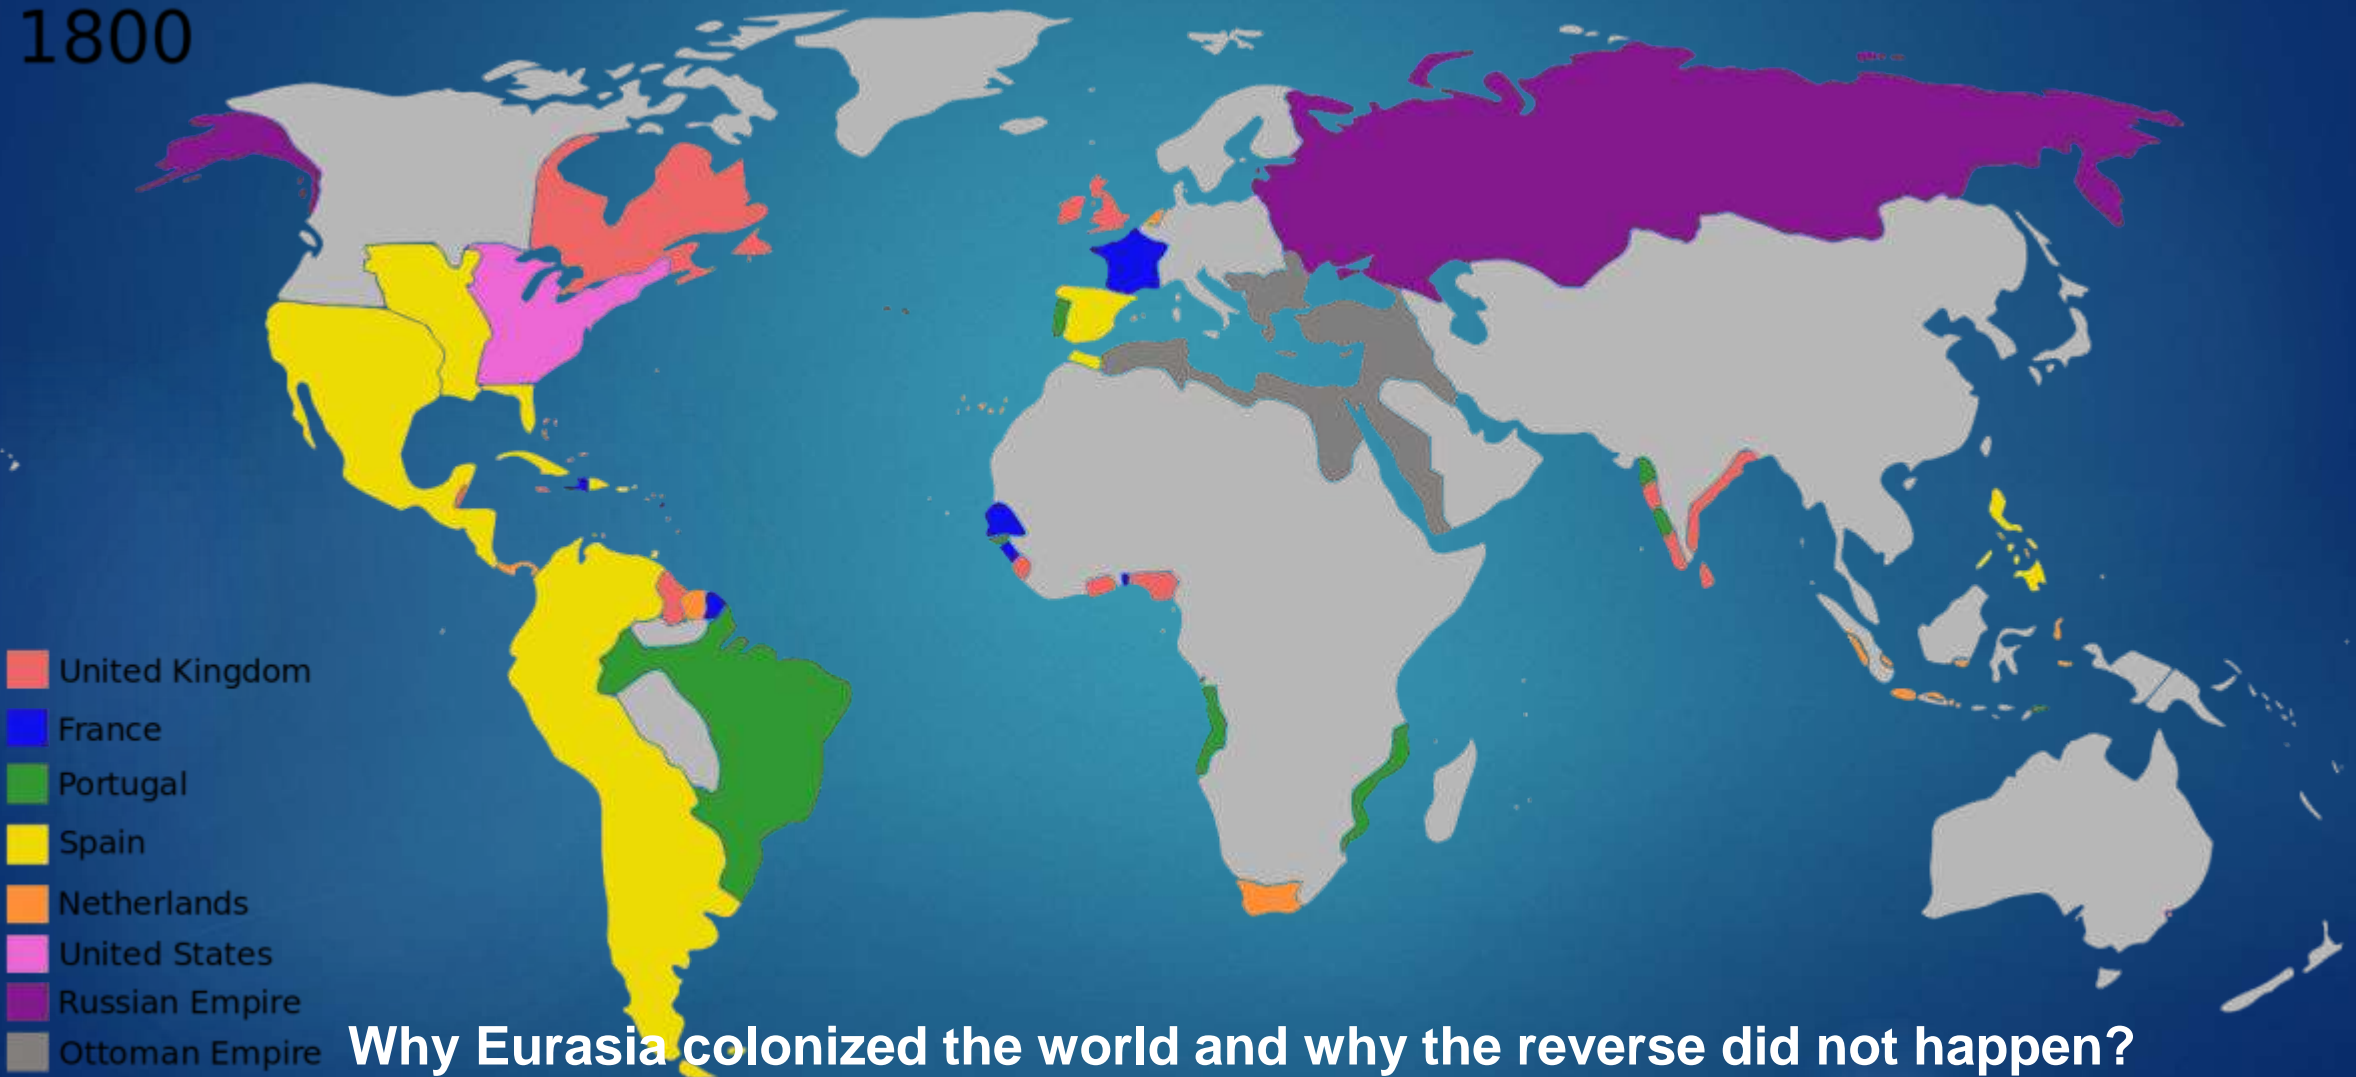 1800
United Kingdom
France
Portugal
Spain
Netherlands
United States
Russian Empire
Ottoman Empire
Why Eurasia colonized the world and why the reverse did not happen?